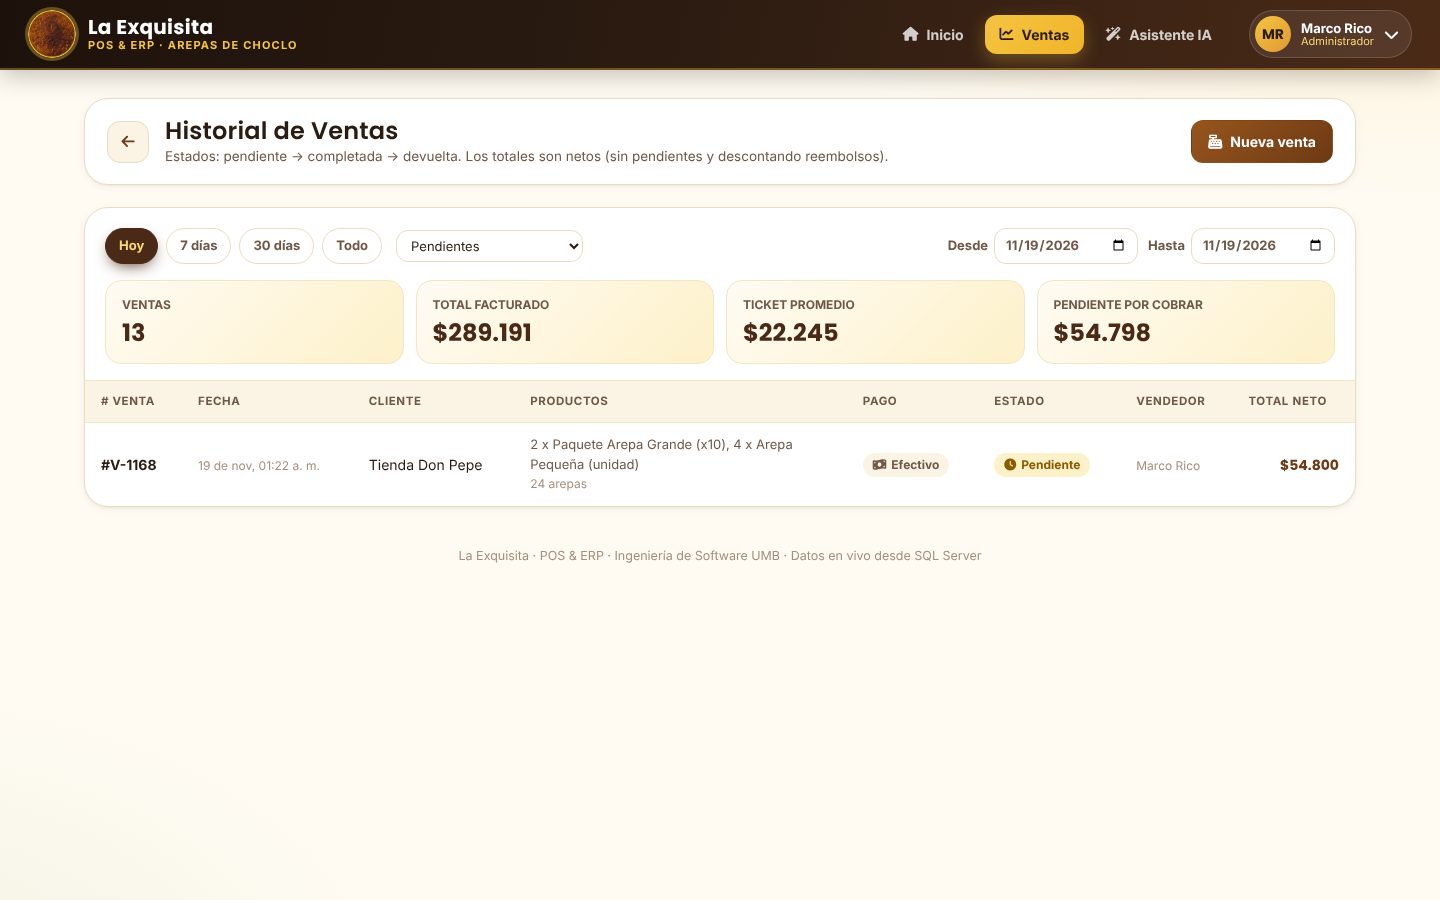 La Exquisita
POS & ERP · AREPAS DE CHOCLO
Inicio
Ventas
Asistente IA
MR
Marco Rico
Administrador
Historial de Ventas
Estados: pendiente → completada → devuelta. Los totales son netos (sin pendientes y descontando reembolsos).
Nueva venta
Hoy
7 días
30 días
Todo
Pendientes
Desde
11/19/2026
Hasta
11/19/2026
VENTAS
13
TOTAL FACTURADO
$289.191
TICKET PROMEDIO
$22.245
PENDIENTE POR COBRAR
$54.798
# VENTA
FECHA
CLIENTE
PRODUCTOS
PAGO
ESTADO
VENDEDOR
TOTAL NETO
#V-1168
19 de nov, 01:22 a. m.
Tienda Don Pepe
2 x Paquete Arepa Grande (x10), 4 x Arepa
Pequeña (unidad)
24 arepas
Efectivo
Pendiente
Marco Rico
$54.800
La Exquisita · POS & ERP · Ingeniería de Software UMB · Datos en vivo desde SQL Server